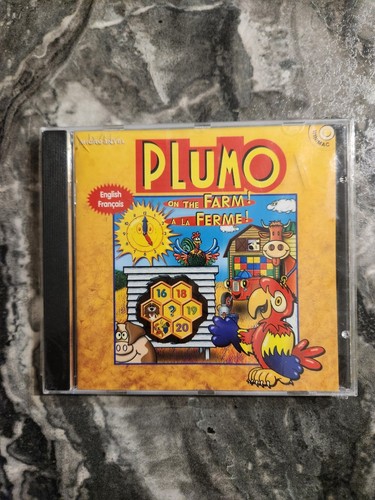 PLUMO
ON THE FARM!
À LA FERME!
English
Français
16 18
? 19
20